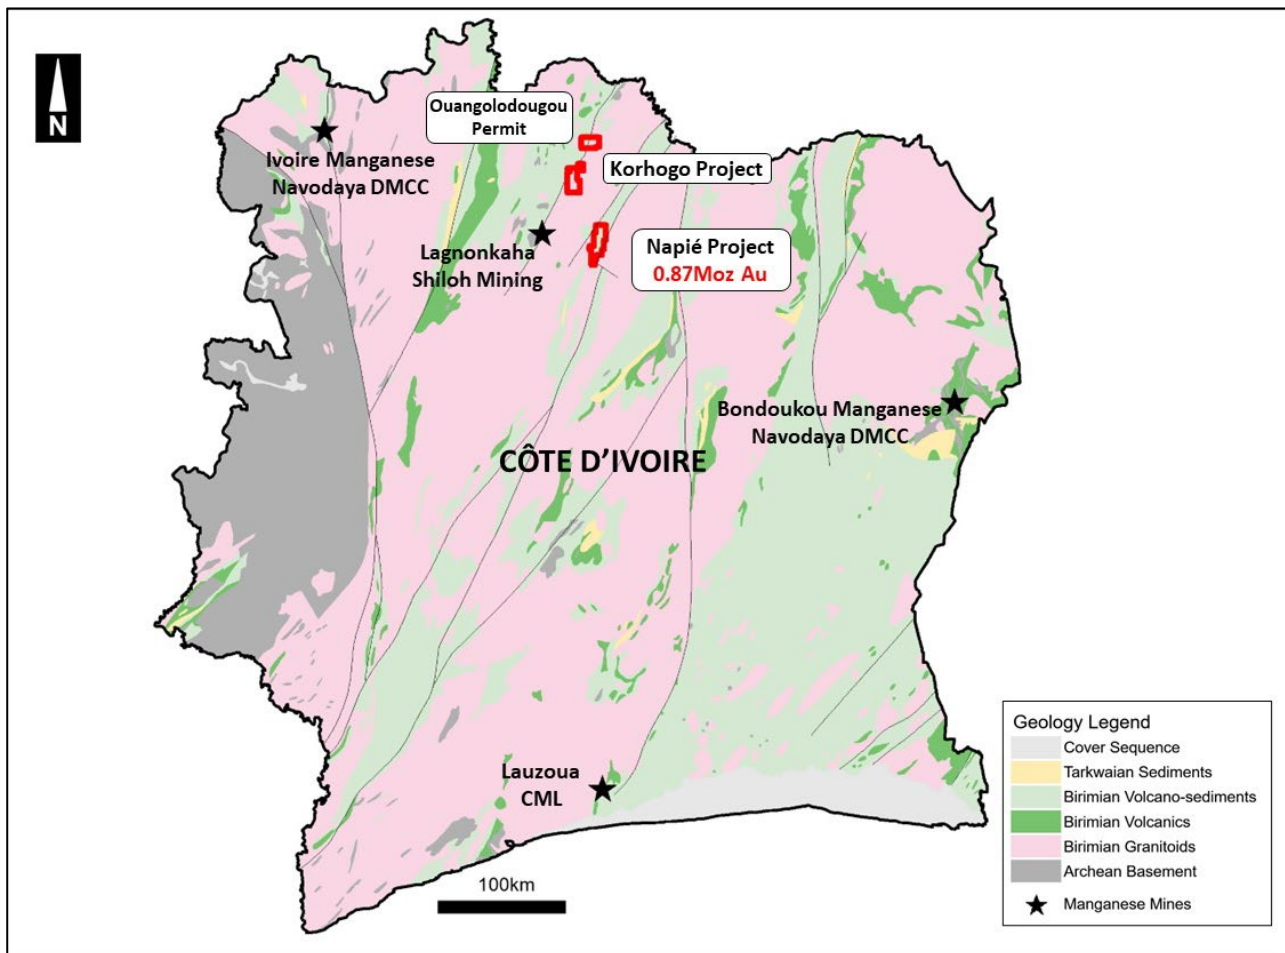 N
Ouangolodougou
Permit
Ivoire Manganese
Navodaya DMCC
Korhogo Project
Lagnonkaha
Shiloh Mining
Napié Project
0.87Moz Au
Bondoukou Manganese
Navodaya DMCC
CÔTE D’IVOIRE
Lauzoua
CML
100km
Geology Legend
Cover Sequence
Tarkwaian Sediments
Birimian Volcano-sediments
Birimian Volcanics
Birimian Granitoids
Archean Basement
Manganese Mines